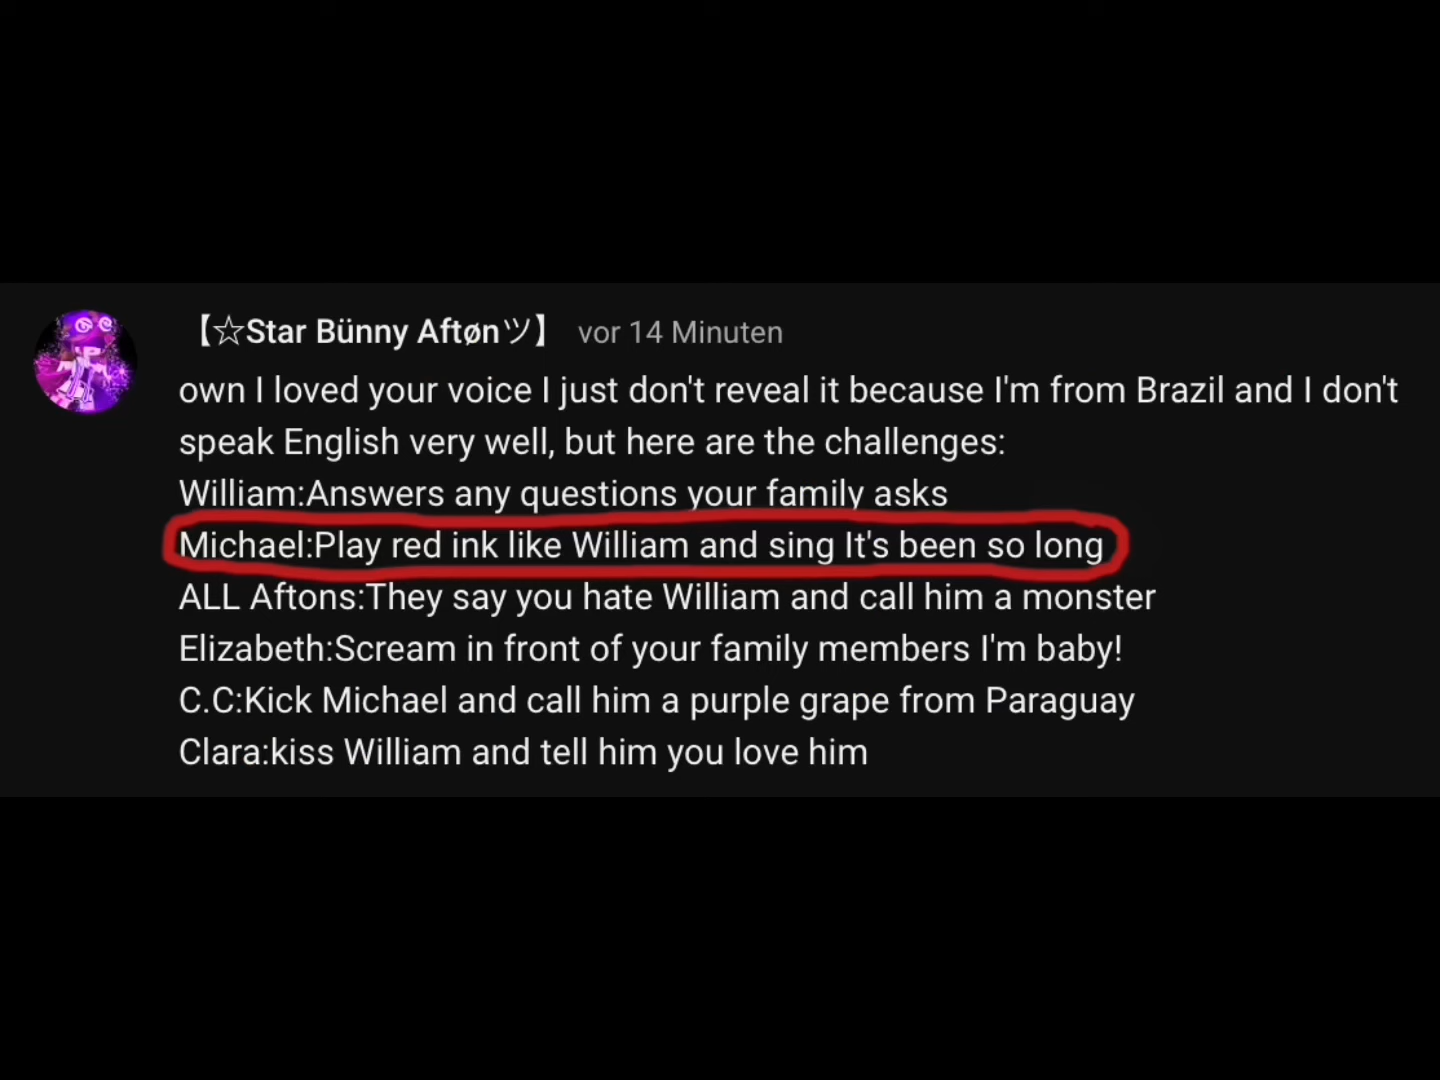 【☆Star Bünny Aftønツ】 vor 14 Minuten
own I loved your voice I just don't reveal it because I'm from Brazil and I don't
speak English very well, but here are the challenges:
William:Answers any questions your family asks
Michael:Play red ink like William and sing It's been so long
ALL Aftons:They say you hate William and call him a monster
Elizabeth:Scream in front of your family members I'm baby!
C.C:Kick Michael and call him a purple grape from Paraguay
Clara:kiss William and tell him you love him